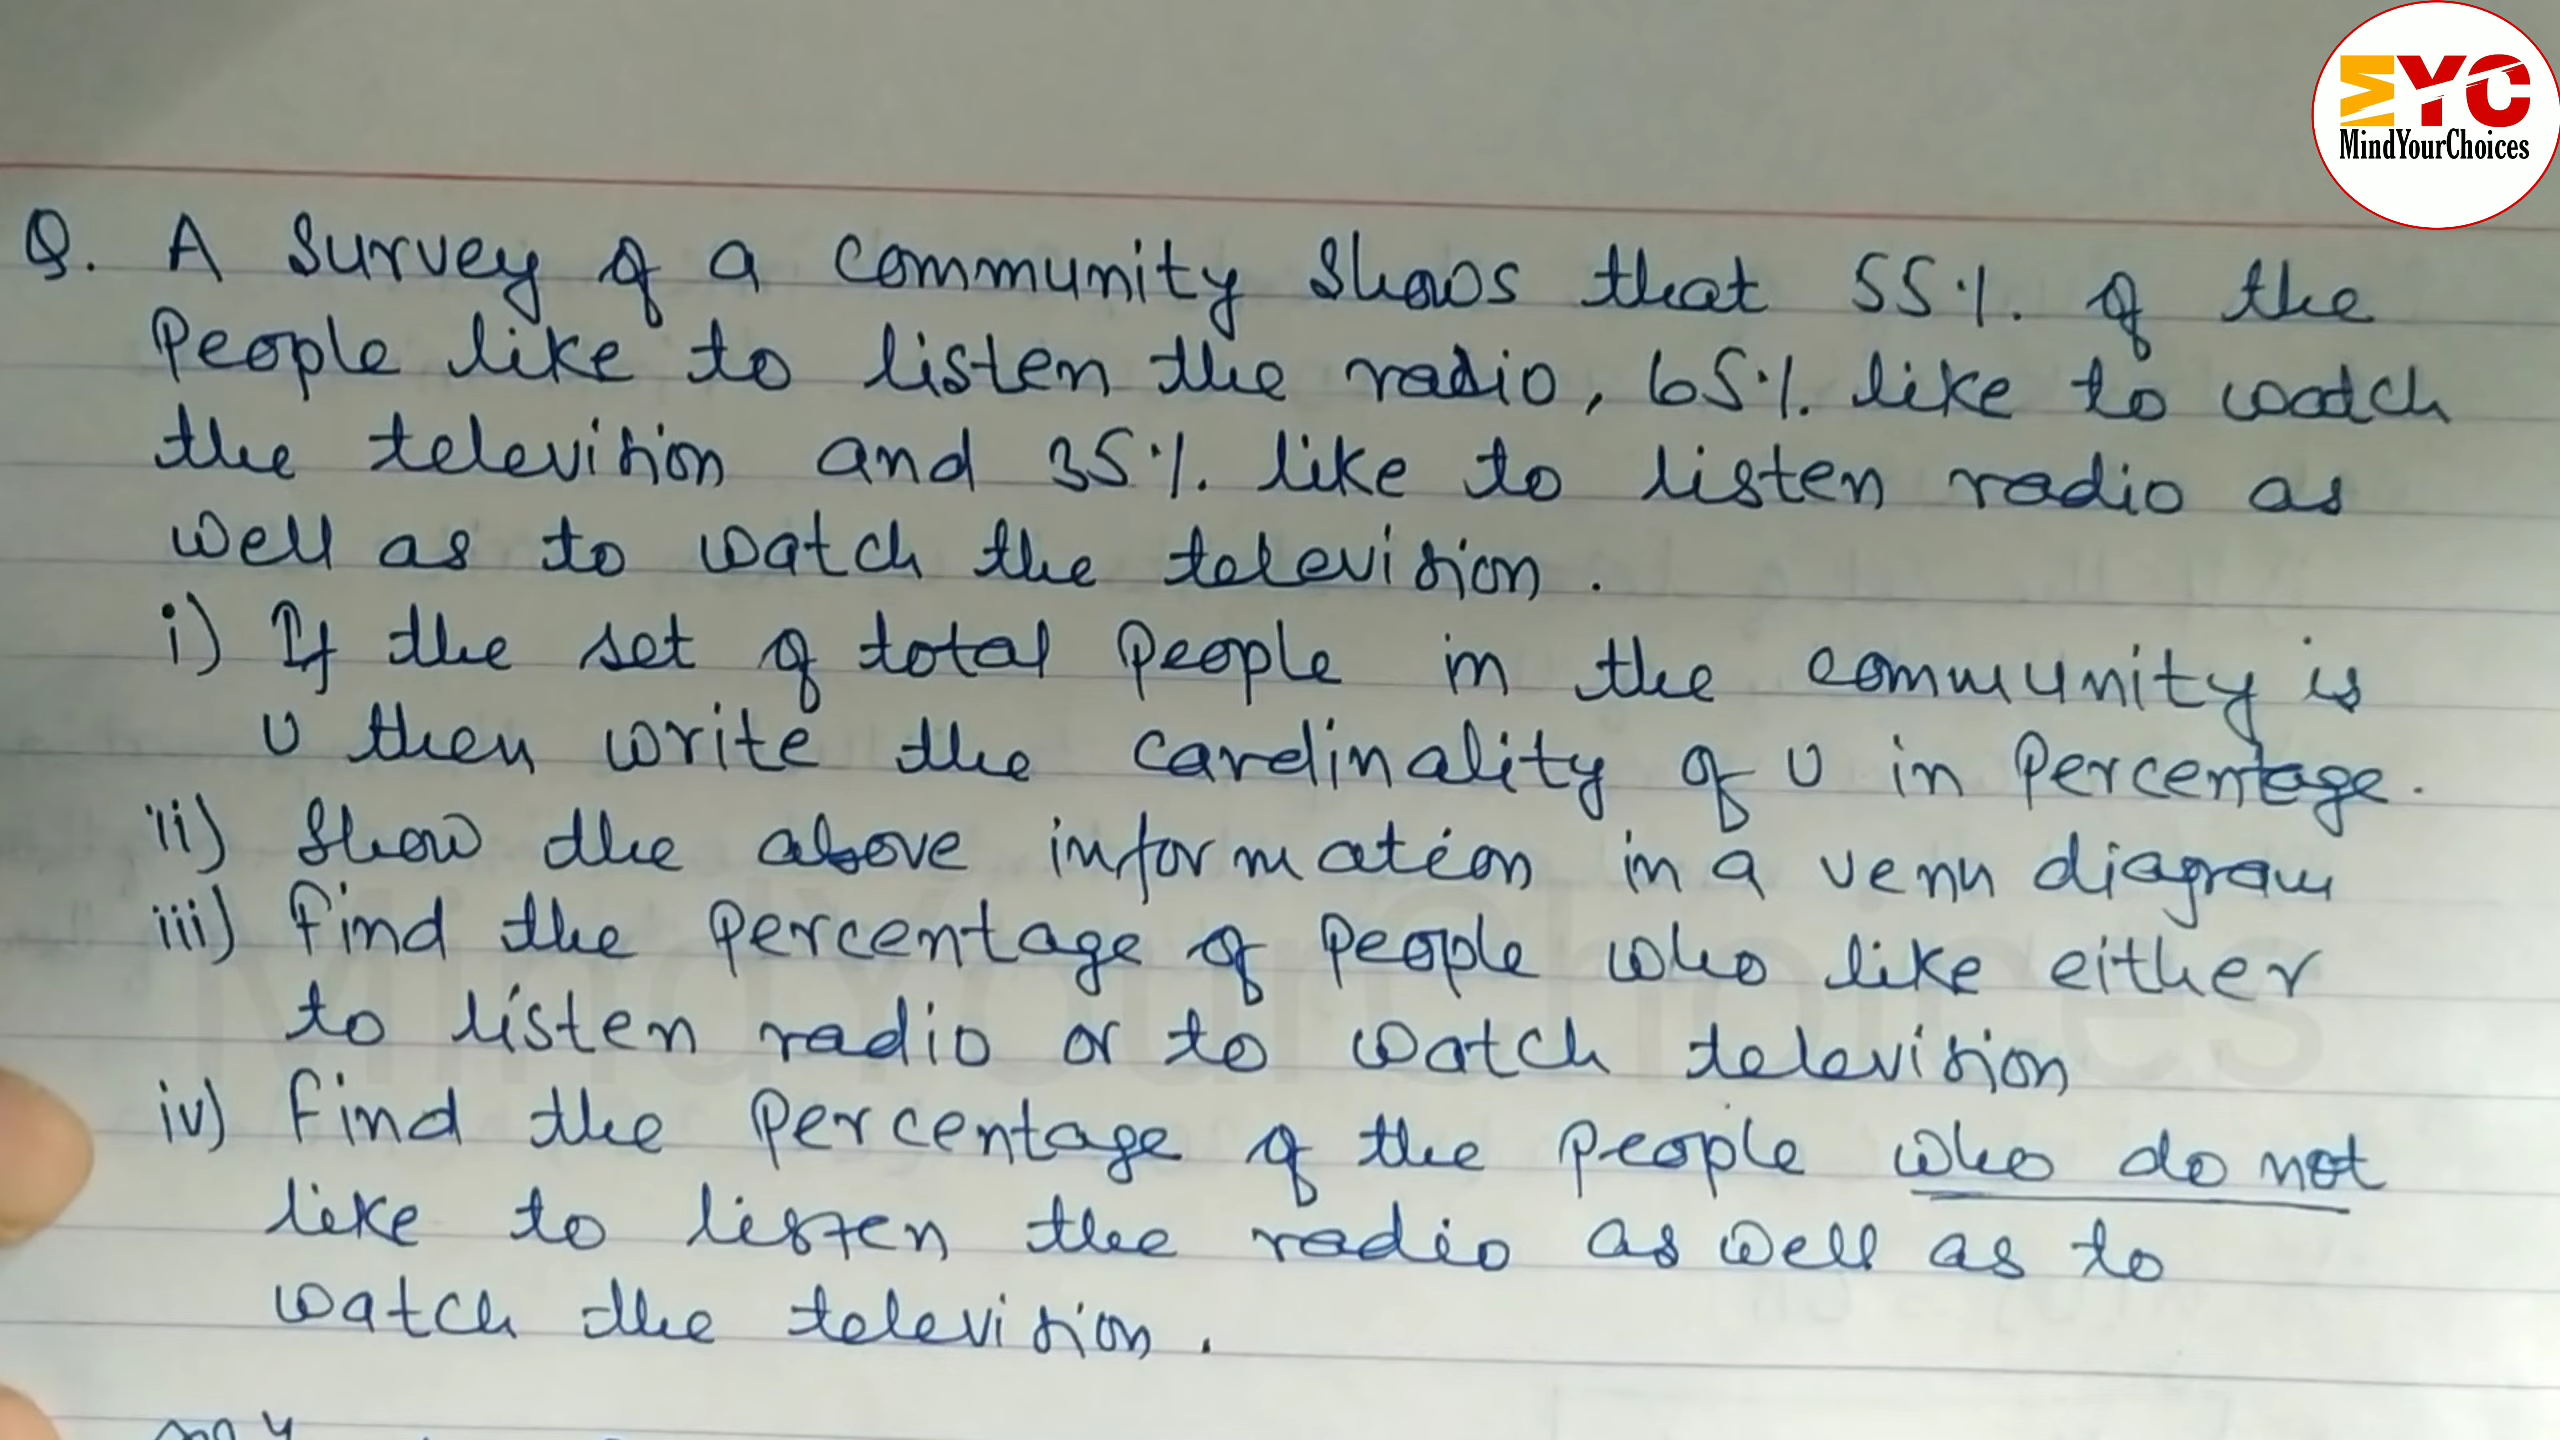 MYC
MindYourChoices
Q. A survey of a community shows that 55%. of the
People like to listen the radio, 65%. like to watch
the television and 35%. like to listen radio as
well as to watch the television.
i) If the set of total people in the community is
U then write the cardinality of U in Percentage.
ii) Show the above information in a venn diagram
iii) Find the percentage of people who like either
to listen radio or to watch television
iv) Find the percentage of the people who do not
like to listen the radio as well as to
watch the television.
MindYourChoices